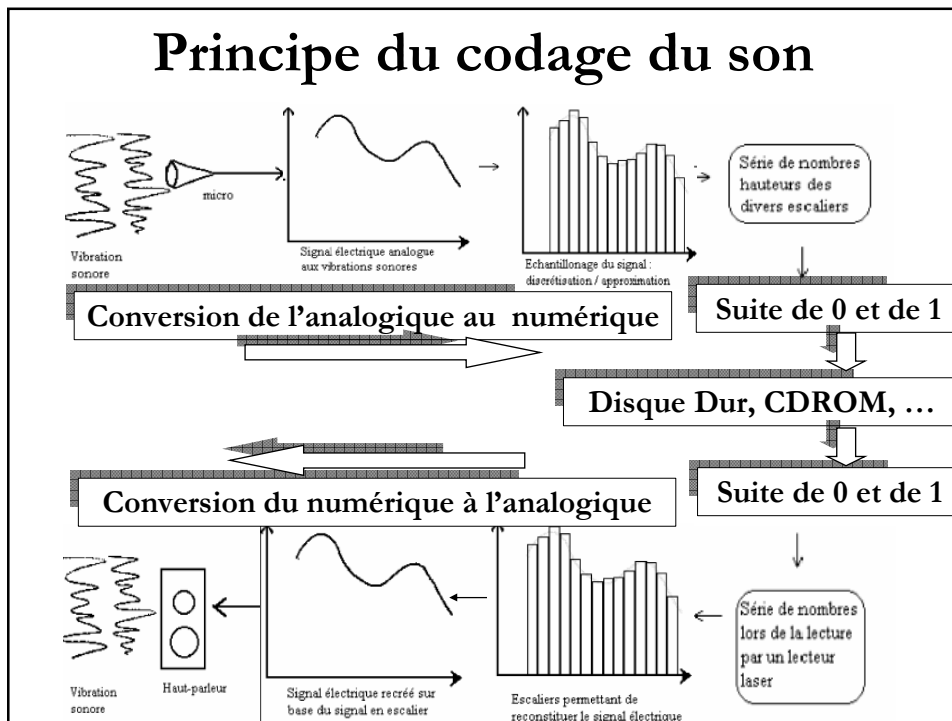 Principe du codage du son
micro
Vibration
sonore
Signal électrique analogue
aux vibrations sonores
Echantillonage du signal :
discrétisation / approximation
Série de nombres
hauteurs des
divers escaliers
Conversion de l'analogique au numérique
Suite de 0 et de 1
Disque Dur, CDROM, …
Suite de 0 et de 1
Conversion du numérique à l'analogique
Vibration
sonore
Haut-parleur
Signal électrique recréé sur
base du signal en escalier
Escaliers permettant de
reconstituer le signal électrique
Série de nombres
lors de la lecture
par un lecteur
laser